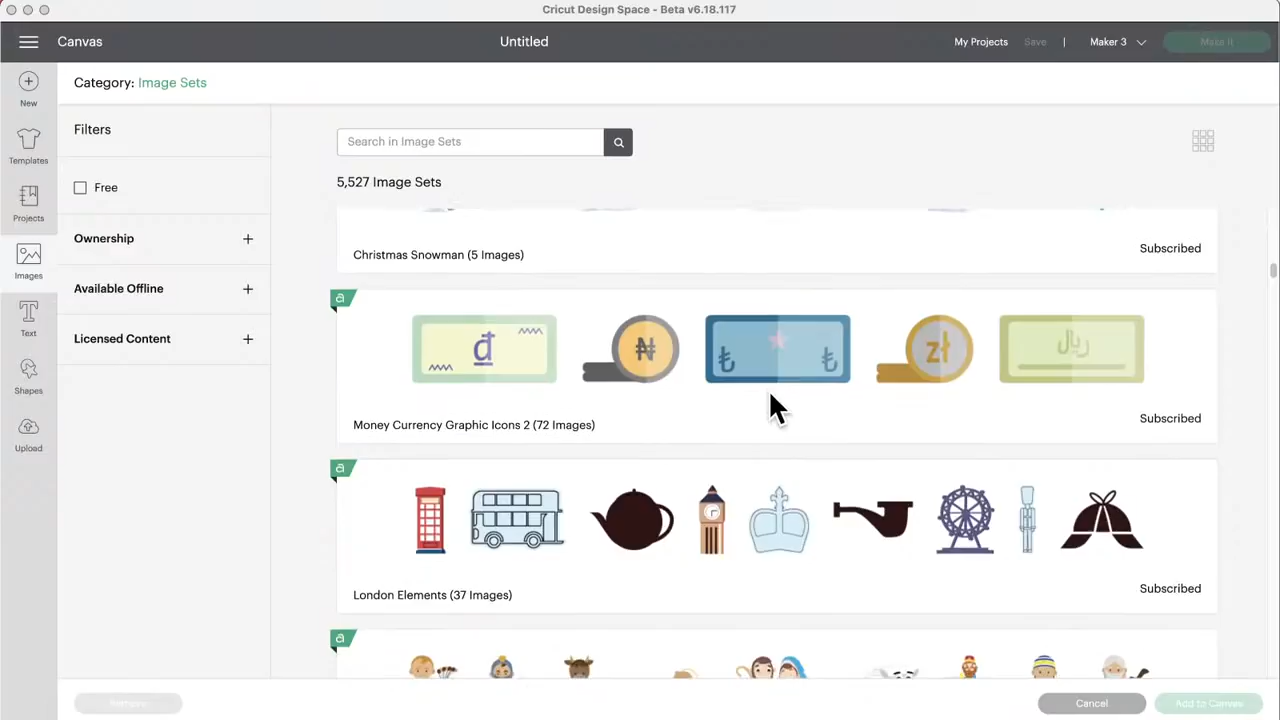 Cricut Design Space - Beta v6.18.117
Canvas
Untitled
My Projects Save | Maker 3 Make It
Category: Image Sets
New
Templates
Projects
Images
Text
Shapes
Upload
Filters
Free
Ownership +
Available Offline +
Licensed Content +
Search in Image Sets
5,527 Image Sets
Christmas Snowman (5 Images) Subscribed
a
₫ ₦ ₺ ₺ zł ریال
Money Currency Graphic Icons 2 (72 Images) Subscribed
a
London Elements (37 Images) Subscribed
a
Cancel Add to Canvas